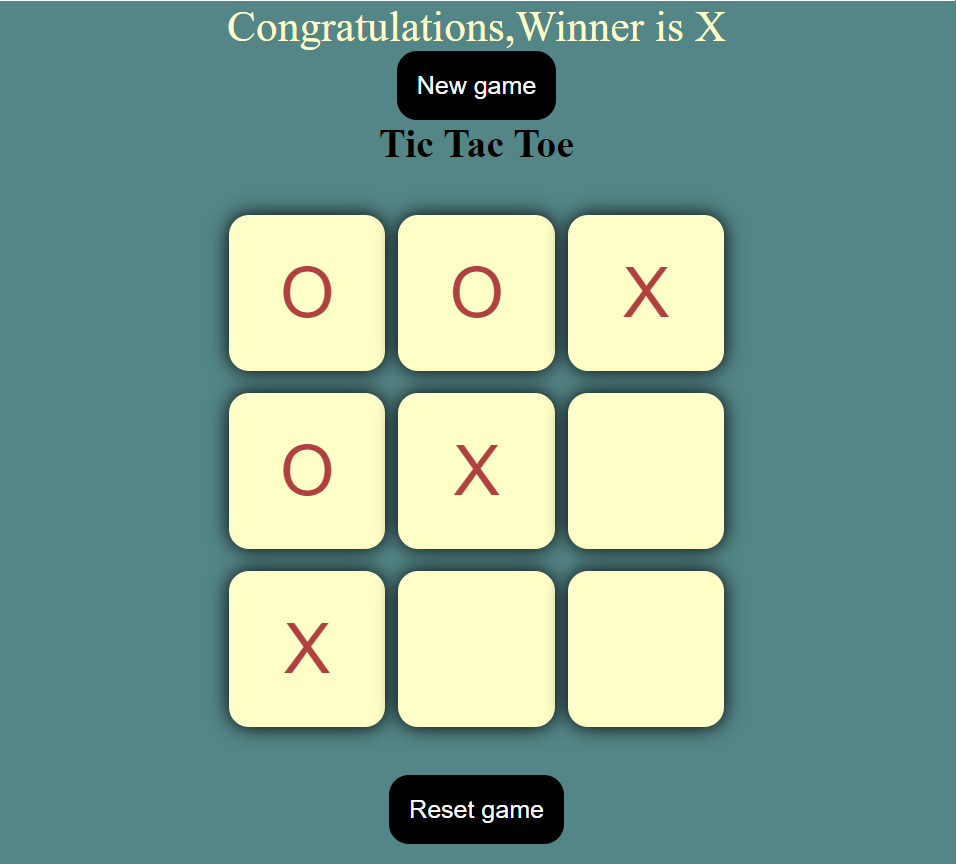 Congratulations,Winner is X
New game
Tic Tac Toe
O O X
O X
X
Reset game